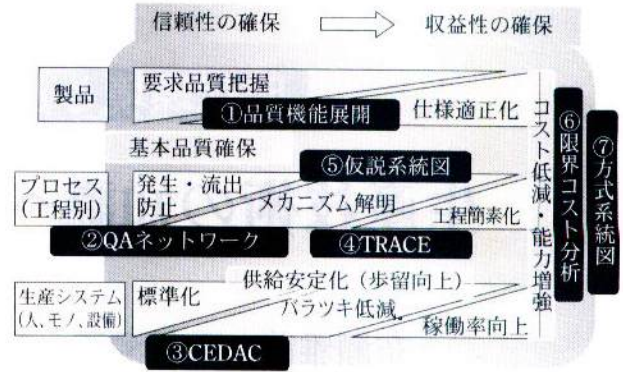 信頼性の確保
収益性の確保
製品
要求品質把握
①品質機能展開
仕様適正化
基本品質確保
⑤仮説系統図
プロセス
(工程別)
発生・流出
防止
メカニズム解明
工程簡素化
②QAネットワーク
④TRACE
生産システム
(人、モノ、設備)
標準化
供給安定化（歩留向上）
バラツキ低減。
稼働率向上
③CEDAC
コスト低減・能力増強
⑥限界コスト分析
⑦方式系統図